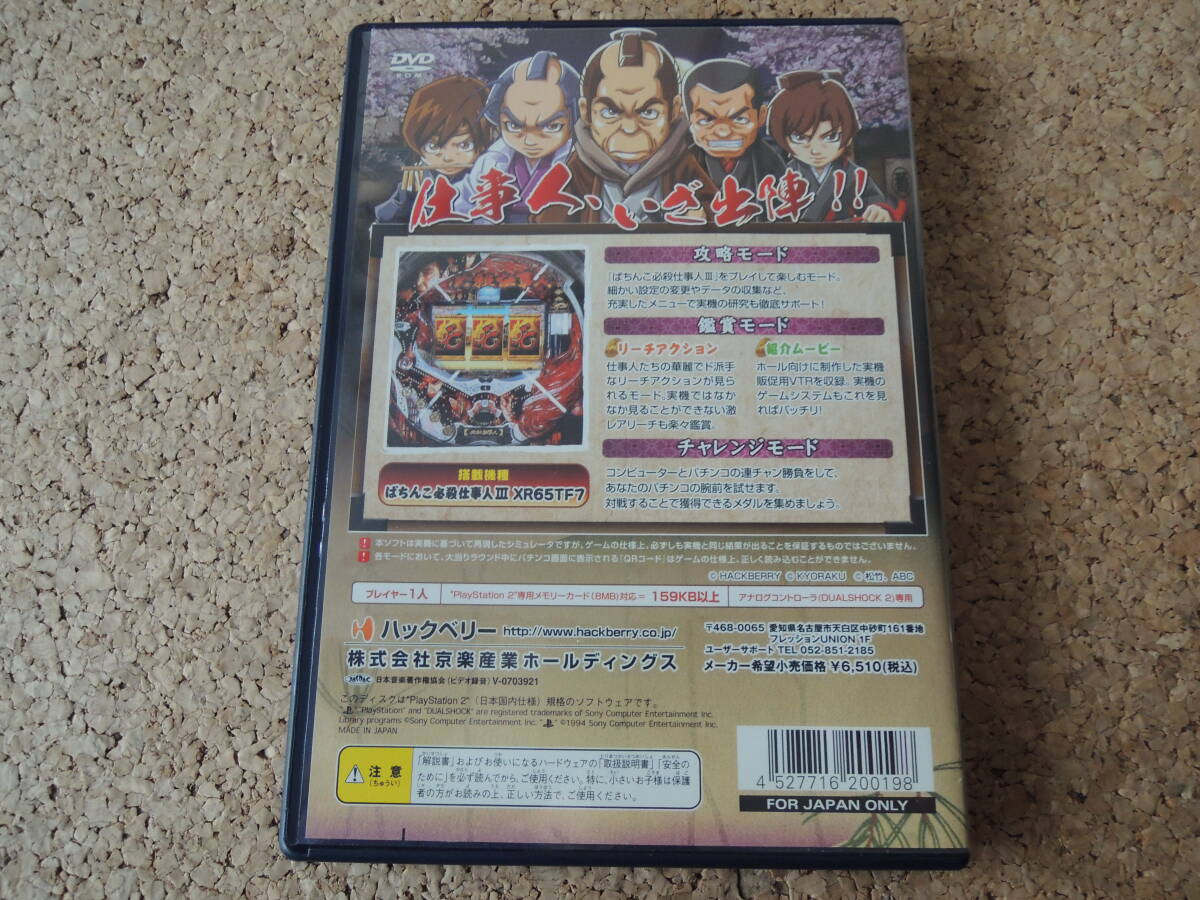 DVD
ROM
仕事人、いざ出陣!!
攻略モード
「ぱちんこ必殺仕事人Ⅲ」をプレイして楽しむモード。
細かい設定の変更やデータの収集など、
充実したメニューで実機の研究も徹底サポート!
鑑賞モード
リーチアクション
仕事人たちの華麗でド派手
なリーチアクションが見ら
れるモード。実機ではなか
なか見ることができない激
レアリーチも楽々鑑賞。
紹介ムービー
ホール向けに制作した実機
販促用VTRを収録。実機の
ゲームシステムもこれを見
ればバッチリ!
チャレンジモード
コンピューターとパチンコの連チャン勝負をして、
あなたのパチンコの腕前を試せます。
対戦することで獲得できるメダルを集めましょう。
搭載機種
ぱちんこ必殺仕事人Ⅲ XR65TF7
本ソフトは実機に基づいて再現したシミュレータですが、ゲームの仕様上、必ずしも実機と同じ結果が出ることを保証するものではございません。
各モードにおいて、大当りラウンド中にパチンコ画面に表示される「QRコード」はゲームの仕様上、正しく読み込むことができません。
© HACKBERRY © KYORAKU © 松竹、ABC
プレイヤー1人
"PlayStation 2"専用メモリーカード(8MB)対応= 159KB以上
アナログコントローラ(DUALSHOCK 2)専用
ハックベリー http://www.hackberry.co.jp/
株式会社京楽産業ホールディングス
日本音楽著作権協会(ビデオ録音) V-0703921
〒468-0065 愛知県名古屋市天白区中砂町161番地
フレッションUNION 1F
ユーザーサポート TEL 052-851-2185
メーカー希望小売価格 ¥6,510(税込)
このディスクは"PlayStation 2"(日本国内仕様)規格のソフトウェアです。
"PlayStation" and "DUALSHOCK" are registered trademarks of Sony Computer Entertainment Inc.
Library programs ©Sony Computer Entertainment Inc. ©1994 Sony Computer Entertainment Inc.
MADE IN JAPAN
注意
(ちゅうい)
「解説書」およびお使いになるハードウェアの「取扱説明書」「安全の
ために」を必ず読んでから、ご使用ください。特に、小さいお子様は保護
者の方がお読みの上、正しい方法で、ご使用ください。
4 527716 200198
FOR JAPAN ONLY